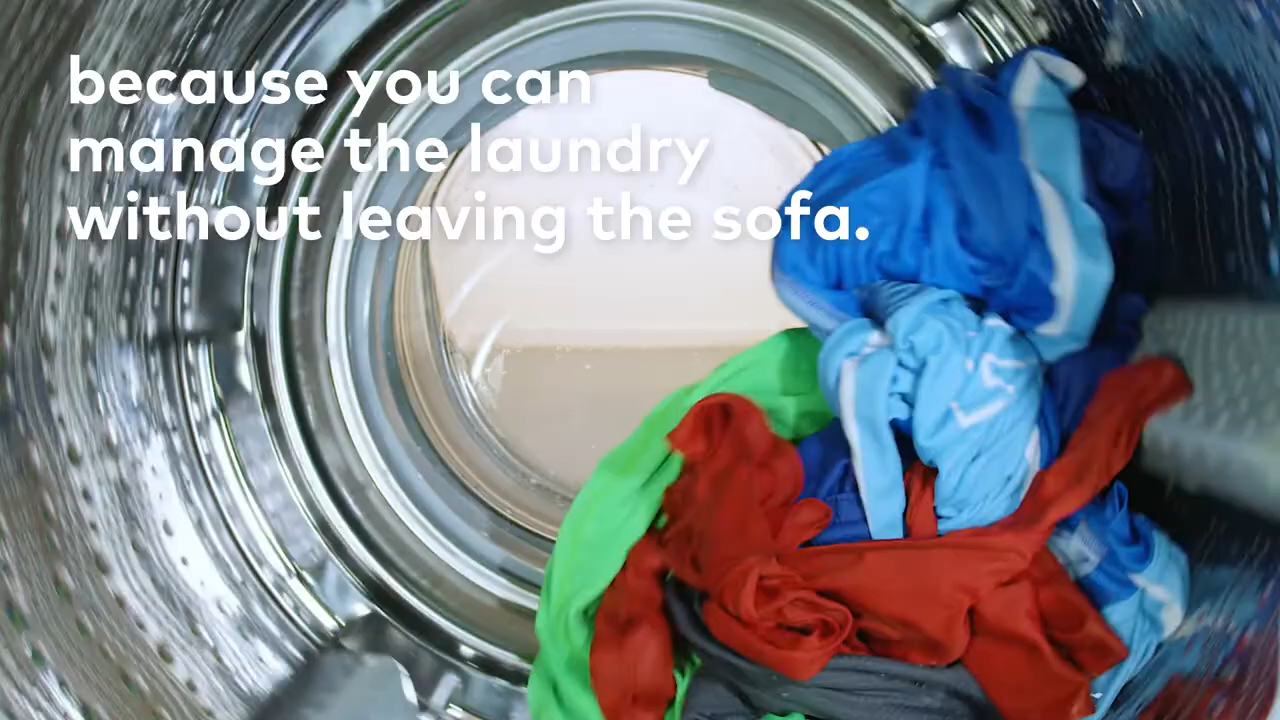 because you can
manage the laundry
without leaving the sofa.